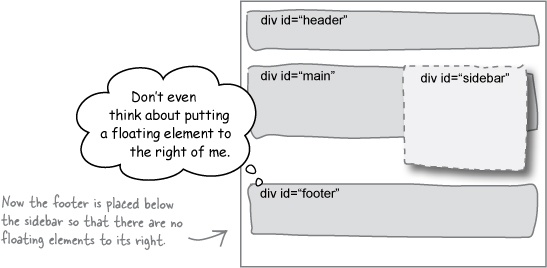 div id=“header”
div id=“main”
div id=“sidebar”
Don’t even
think about putting
a floating element to
the right of me.
div id=“footer”
Now the footer is placed below
the sidebar so that there are no
floating elements to its right.